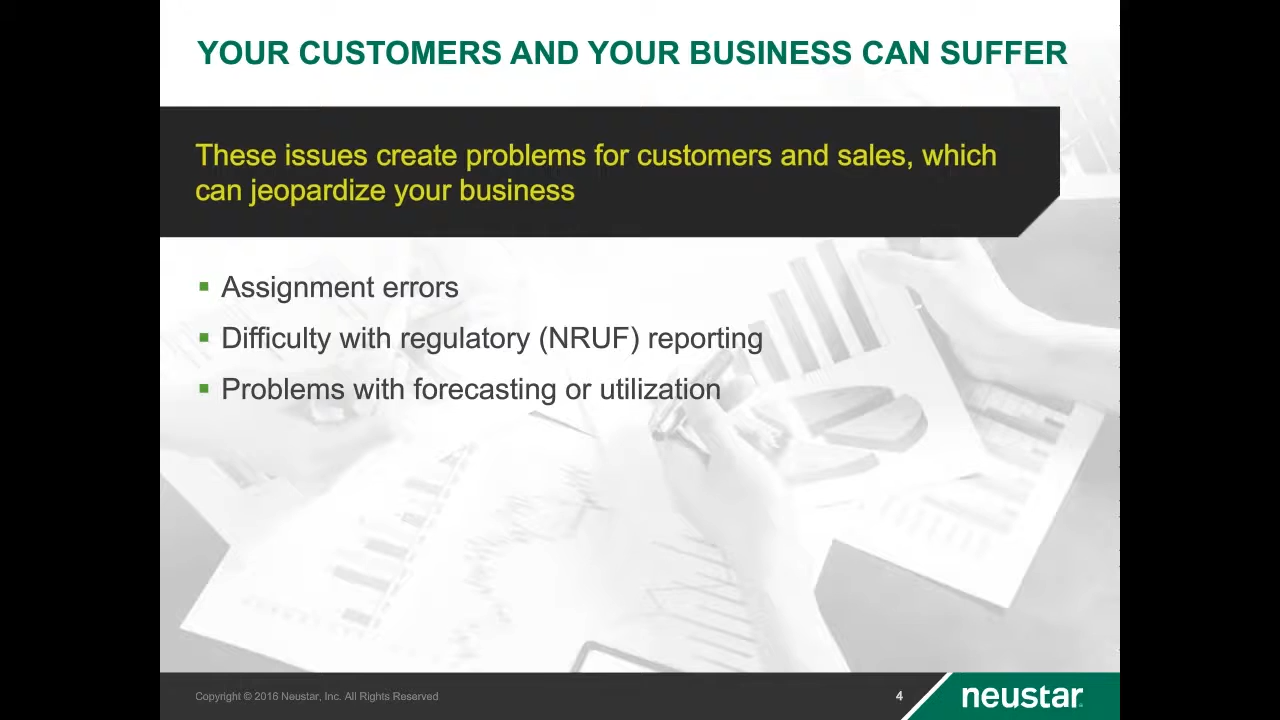 YOUR CUSTOMERS AND YOUR BUSINESS CAN SUFFER
These issues create problems for customers and sales, which
can jeopardize your business
▪ Assignment errors
▪ Difficulty with regulatory (NRUF) reporting
▪ Problems with forecasting or utilization
Copyright © 2016 Neustar, Inc. All Rights Reserved
4
neustar